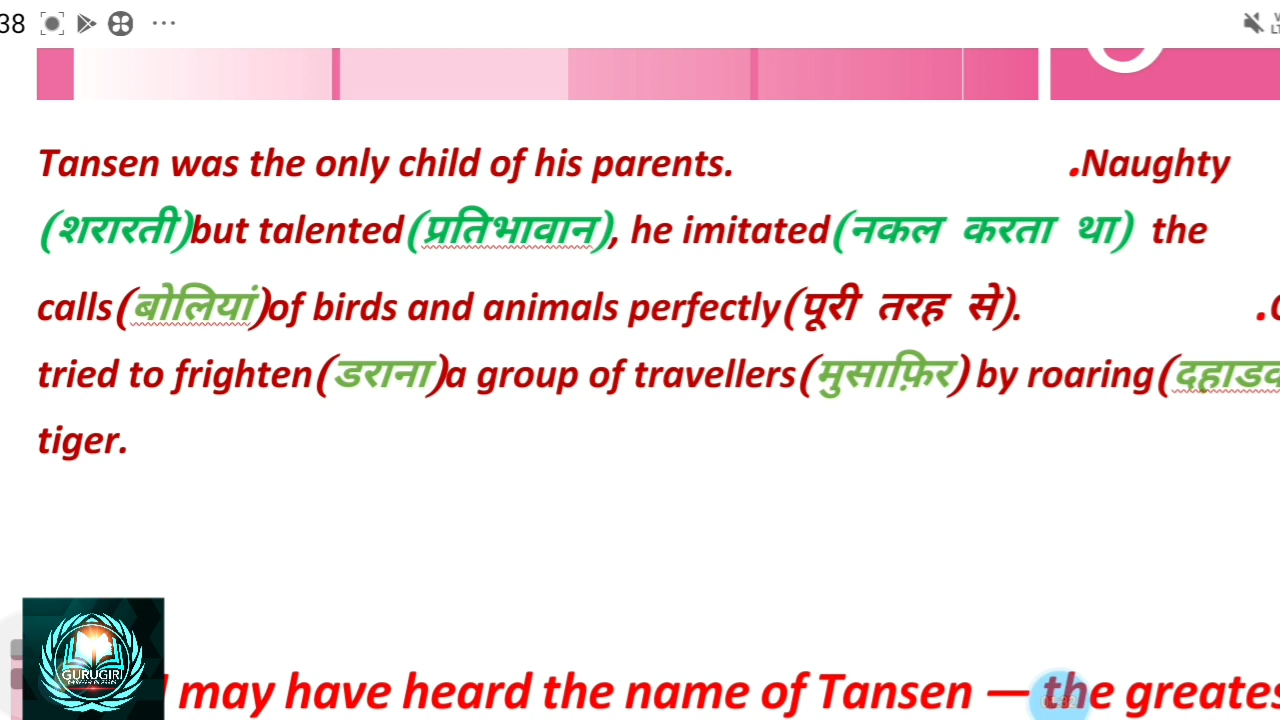 38
Tansen was the only child of his parents. .Naughty
(शरारती)but talented(प्रतिभावान), he imitated(नकल करता था) the
calls(बोलियां)of birds and animals perfectly(पूरी तरह से).
tried to frighten(डराना)a group of travellers(मुसाफ़िर) by roaring
tiger.
GURUGIRI
may have heard the name of Tansen — the